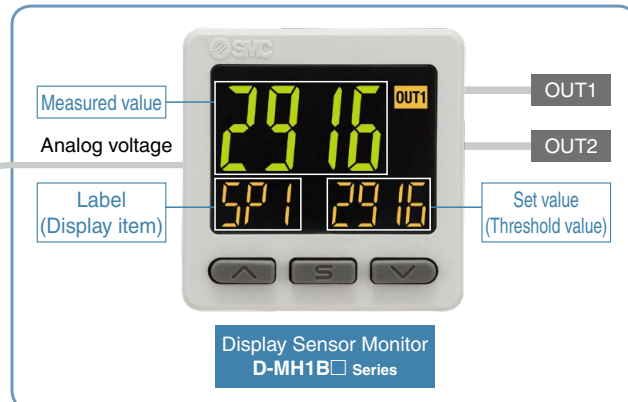 SMC
Measured value
2916
OUT1
OUT1
Analog voltage
OUT2
Label
(Display item)
SP1
2916
Set value
(Threshold value)
S
Display Sensor Monitor
D-MH1B□ Series